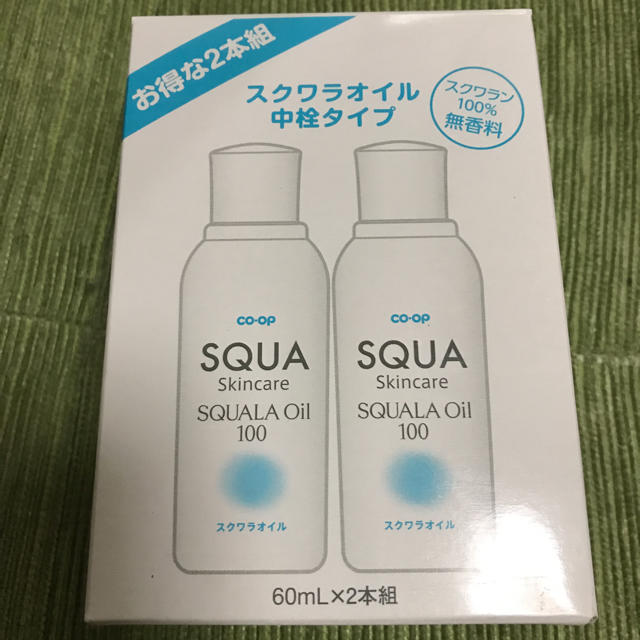 お得な2本組
スクワラオイル
中栓タイプ
スクワラン
100%
無香料
CO·OP
SQUA
Skincare
SQUALA Oil
100
スクワラオイル
CO·OP
SQUA
Skincare
SQUALA Oil
100
スクワラオイル
60mL×2本組